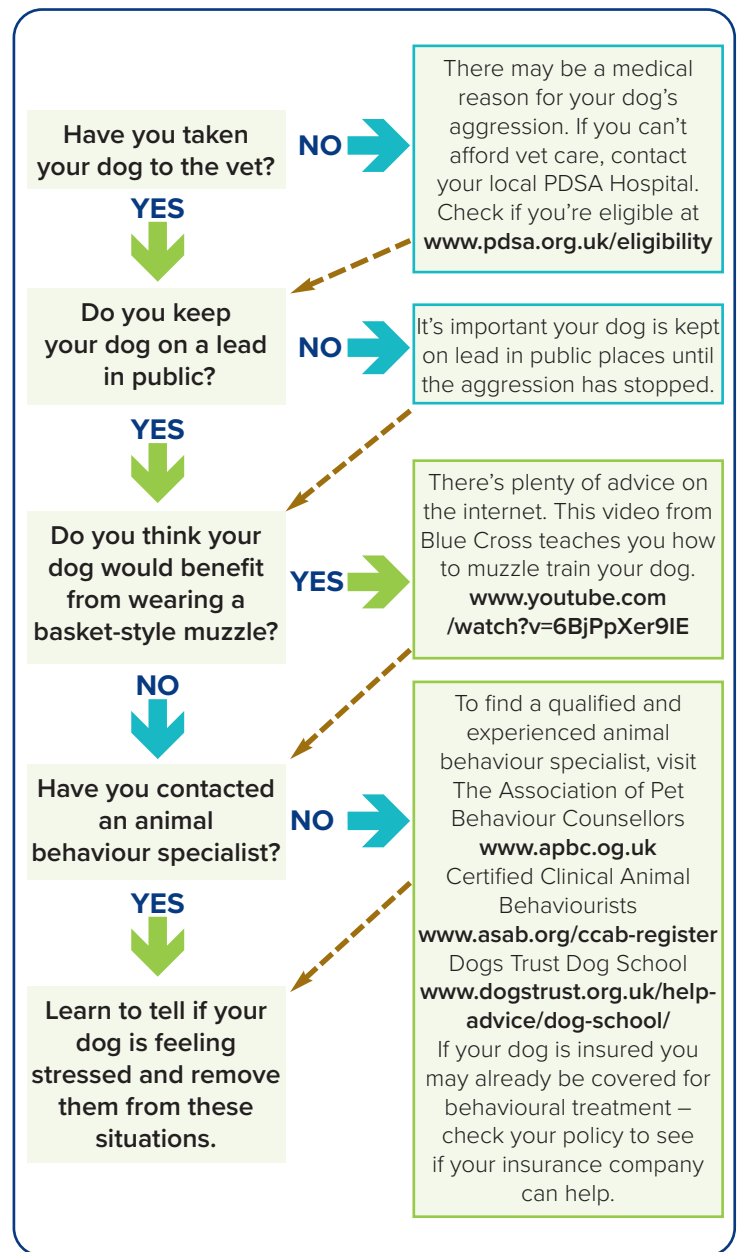 Have you taken
your dog to the vet?
NO
There may be a medical
reason for your dog’s
aggression. If you can’t
afford vet care, contact
your local PDSA Hospital.
Check if you’re eligible at
www.pdsa.org.uk/eligibility
YES
Do you keep
your dog on a lead
in public?
NO
It’s important your dog is kept
on lead in public places until
the aggression has stopped.
YES
Do you think your
dog would benefit
from wearing a
basket-style muzzle?
YES
There’s plenty of advice on
the internet. This video from
Blue Cross teaches you how
to muzzle train your dog.
www.youtube.com
/watch?v=6BjPpXer9IE
NO
Have you contacted
an animal
behaviour specialist?
NO
To find a qualified and
experienced animal
behaviour specialist, visit
The Association of Pet
Behaviour Counsellors
www.apbc.og.uk
Certified Clinical Animal
Behaviourists
www.asab.org/ccab-register
Dogs Trust Dog School
www.dogstrust.org.uk/help-
advice/dog-school/
If your dog is insured you
may already be covered for
behavioural treatment –
check your policy to see
if your insurance company
can help.
YES
Learn to tell if your
dog is feeling
stressed and remove
them from these
situations.